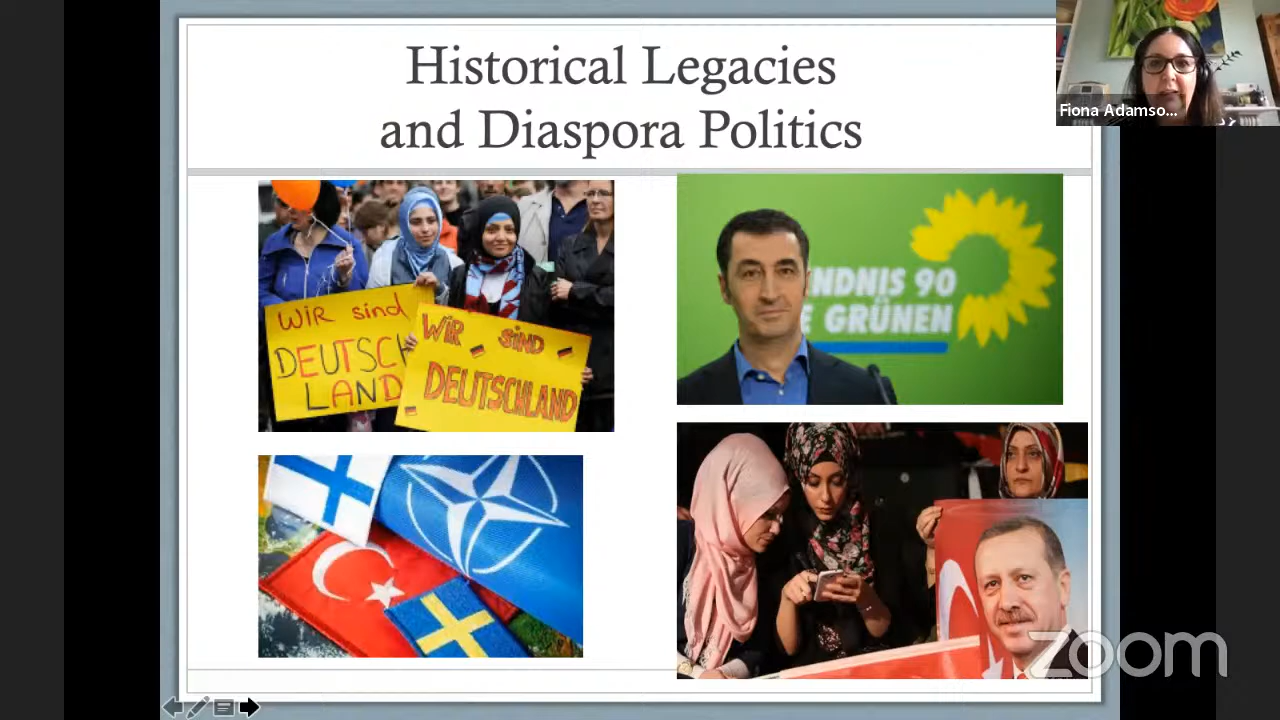 Historical Legacies
and Diaspora Politics
Fiona Adamso...
WIR sind
DEUTSCH
LAND
WIR SIND
DEUTSCHLAND
NDNIS 90
E GRÜNEN
zoom